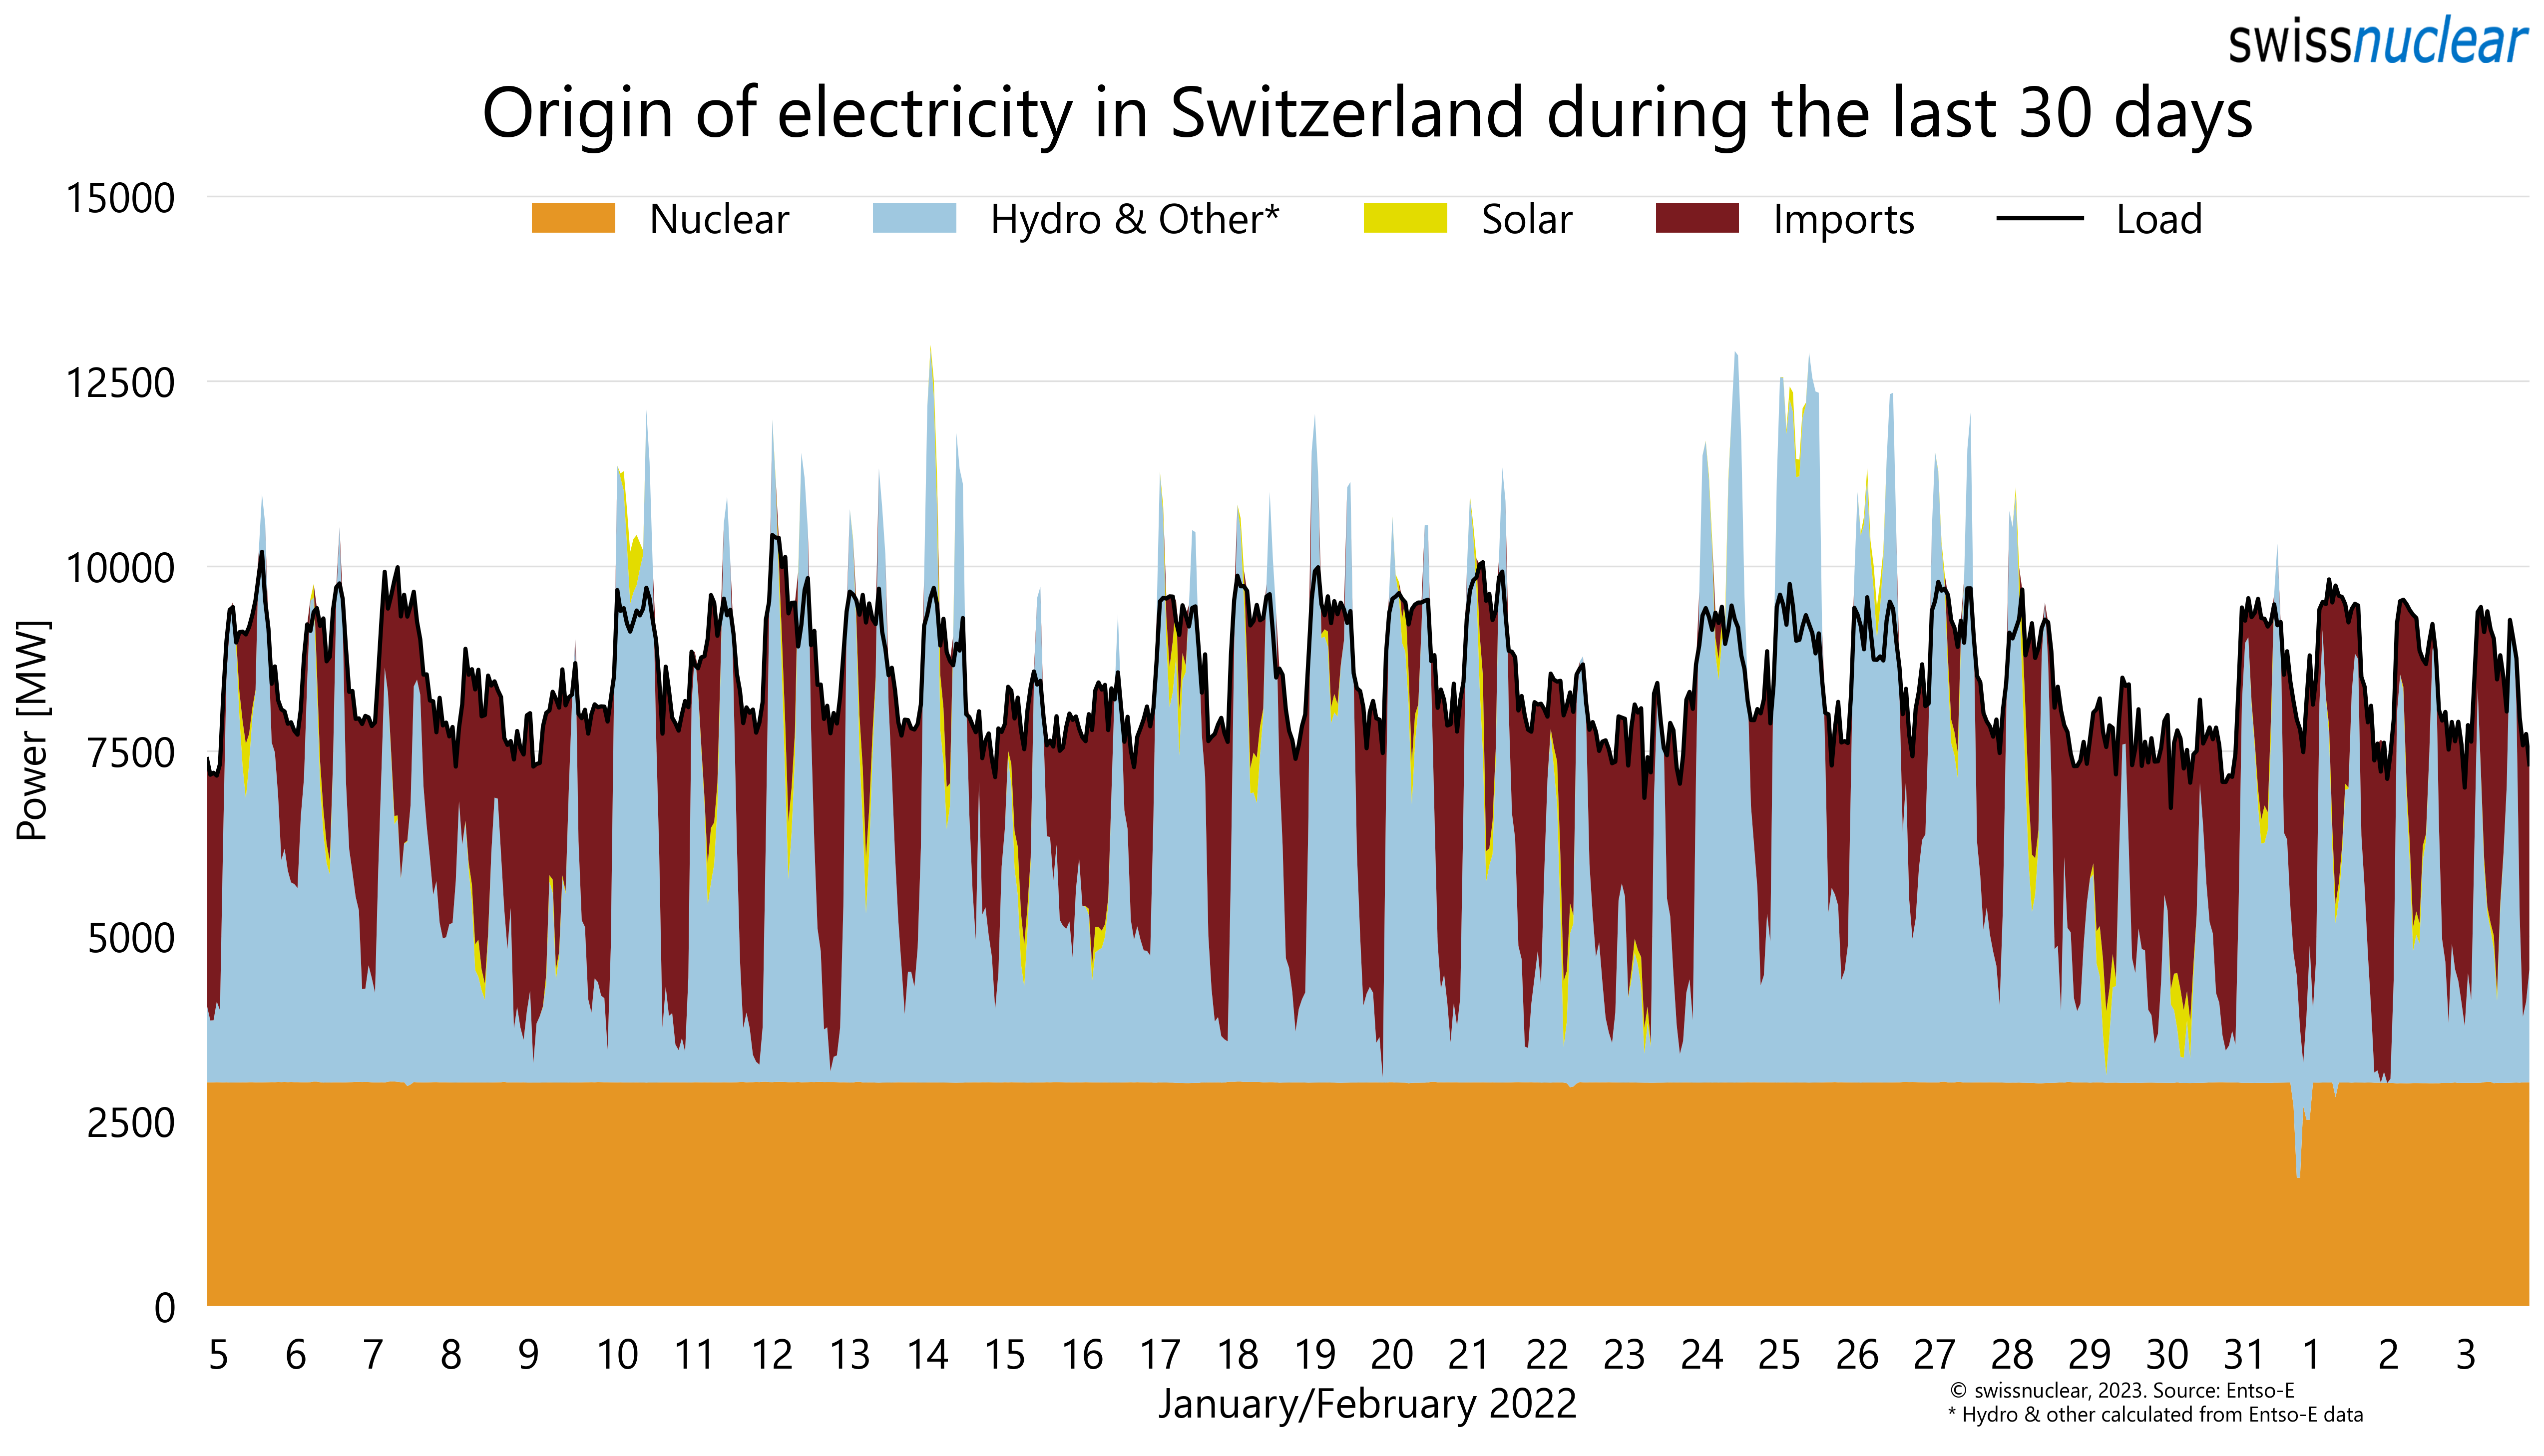 swissnuclear
Origin of electricity in Switzerland during the last 30 days
15000
Nuclear Hydro & Other* Solar Imports Load
12500
10000
7500
5000
2500
0
Power [MW]
5 6 7 8 9 10 11 12 13 14 15 16 17 18 19 20 21 22 23 24 25 26 27 28 29 30 31 1 2 3
January/February 2022
© swissnuclear, 2023. Source: Entso-E
* Hydro & other calculated from Entso-E data